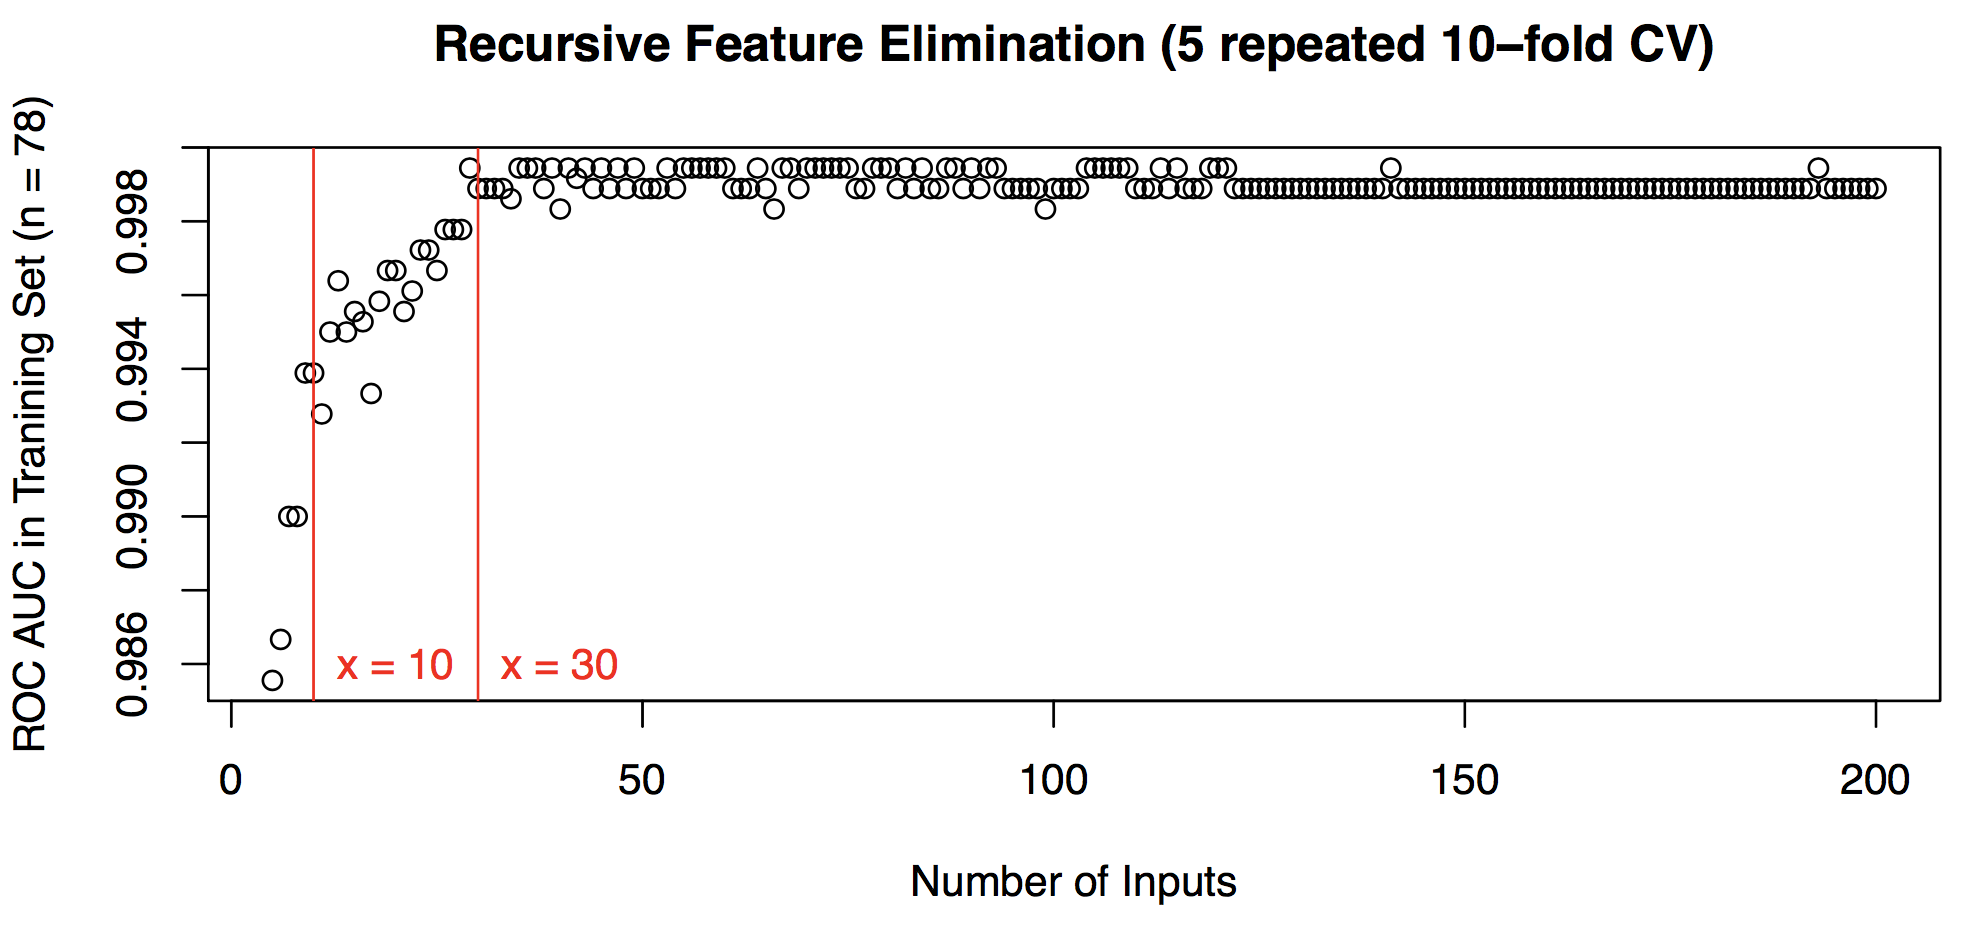 Recursive Feature Elimination (5 repeated 10−fold CV)
ROC AUC in Tranining Set (n = 78)
0.998
0.994
0.990
0.986
x = 10
x = 30
0 50 100 150 200
Number of Inputs